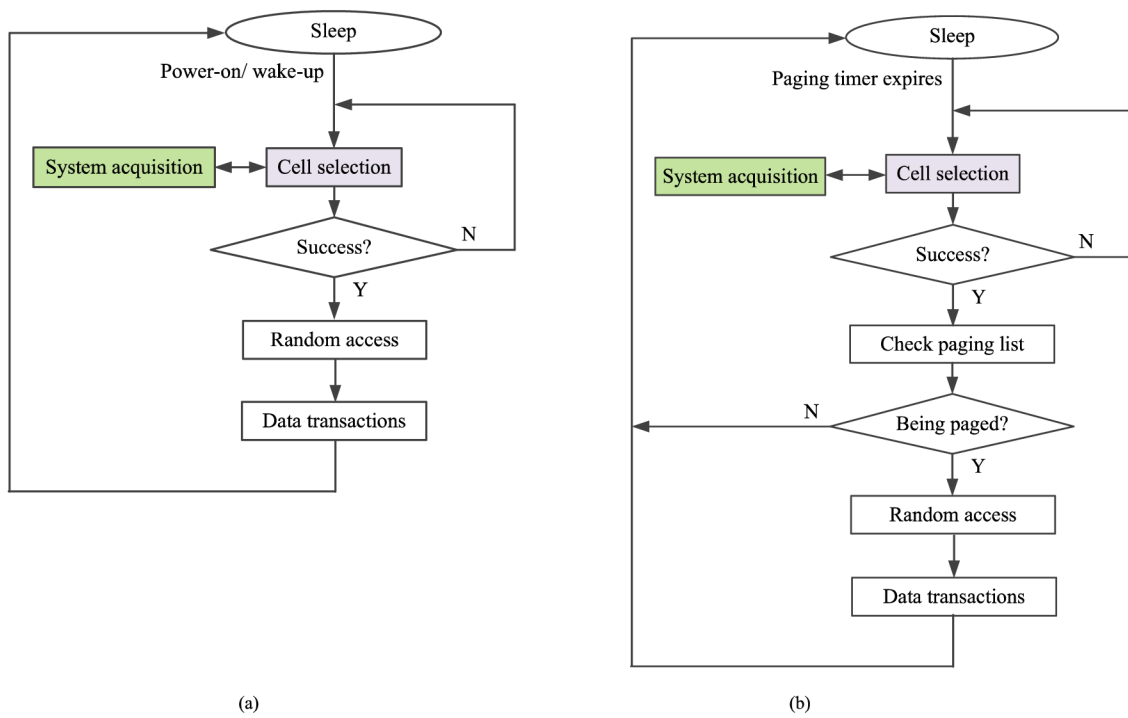 Sleep
Power-on/ wake-up
System acquisition
Cell selection
Success?
N
Y
Random access
Data transactions
(a)
Sleep
Paging timer expires
System acquisition
Cell selection
Success?
N
Y
Check paging list
N
Being paged?
Y
Random access
Data transactions
(b)